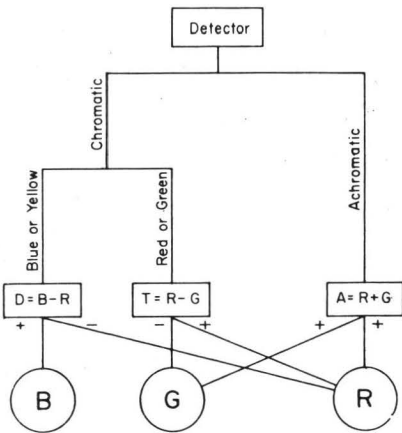 Detector
Chromatic
Achromatic
Blue or Yellow
Red or Green
D=B-R
T=R-G
A=R+G
+ - - + + +
B
G
R